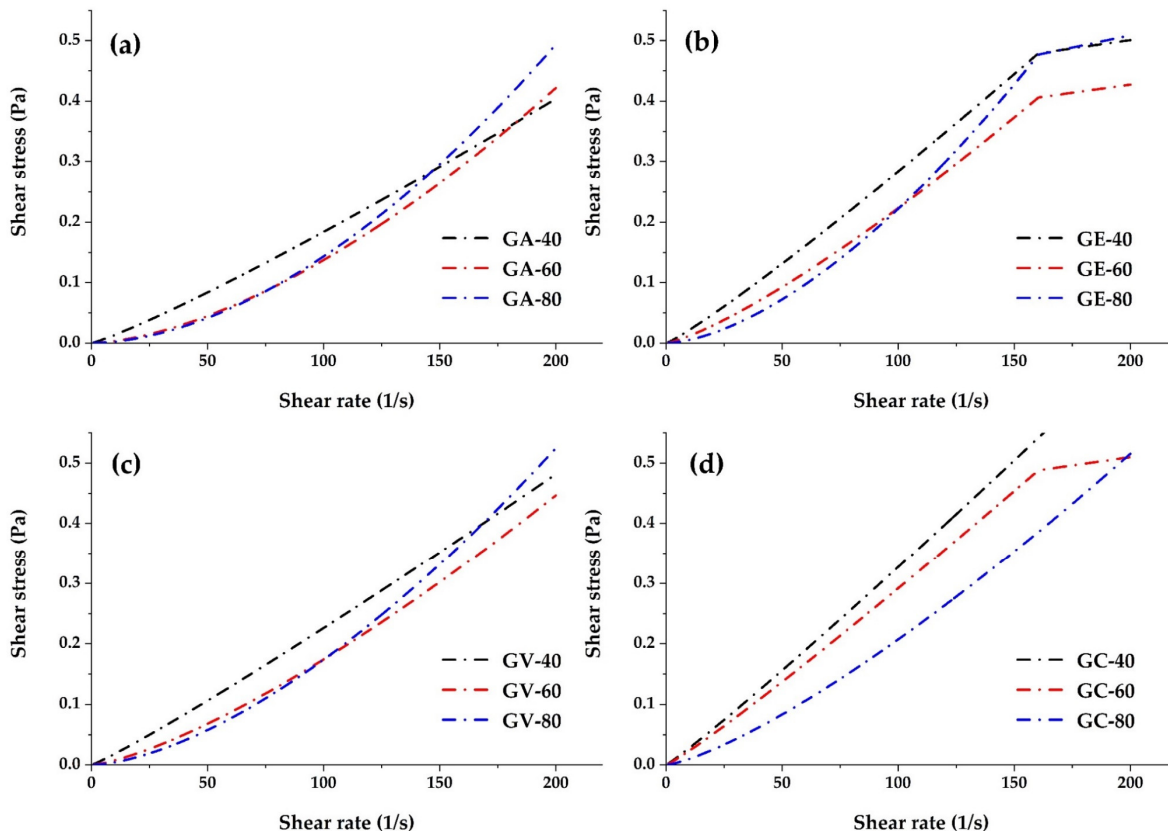 (a)
Shear stress (Pa)
0.5
0.4
0.3
0.2
0.1
0.0
GA-40
GA-60
GA-80
0
50
100
150
200
Shear rate (1/s)
(b)
Shear stress (Pa)
0.5
0.4
0.3
0.2
0.1
0.0
GE-40
GE-60
GE-80
0
50
100
150
200
Shear rate (1/s)
(c)
Shear stress (Pa)
0.5
0.4
0.3
0.2
0.1
0.0
GV-40
GV-60
GV-80
0
50
100
150
200
Shear rate (1/s)
(d)
Shear stress (Pa)
0.5
0.4
0.3
0.2
0.1
0.0
GC-40
GC-60
GC-80
0
50
100
150
200
Shear rate (1/s)